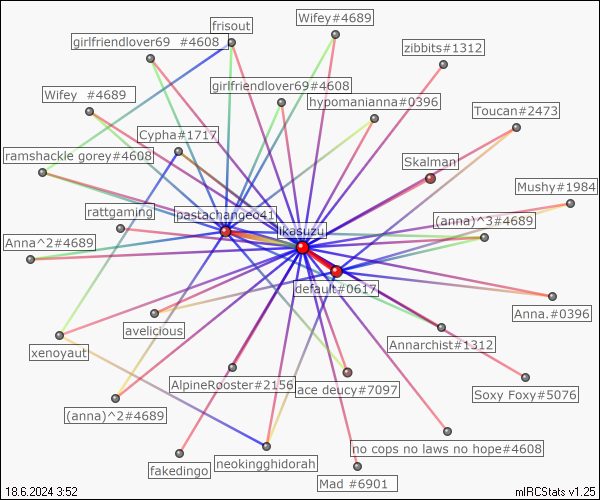 frisout
Wifey#4689
girlfriendlover69 #4608
zibbits#1312
girlfriendlover69#4608
Wifey #4689
hypomanianna#0396
Toucan#2473
Cypha#1717
ramshackle gorey#4608
Skalman
Mushy#1984
rattgaming
pastachangeo41
(anna)^3#4689
likesuzu
Anna^2#4689
default#0617
Anna.#0396
avelicious
Annarchist#1312
xenoyaut
AlpineRooster#2156
ace deucy#7097
Soxy Foxy#5076
(anna)^2#4689
no cops no laws no hope#4608
neokingghidorah
fakedingo
Mad #6901
18.6.2024 3:52
mIRCStats v1.25